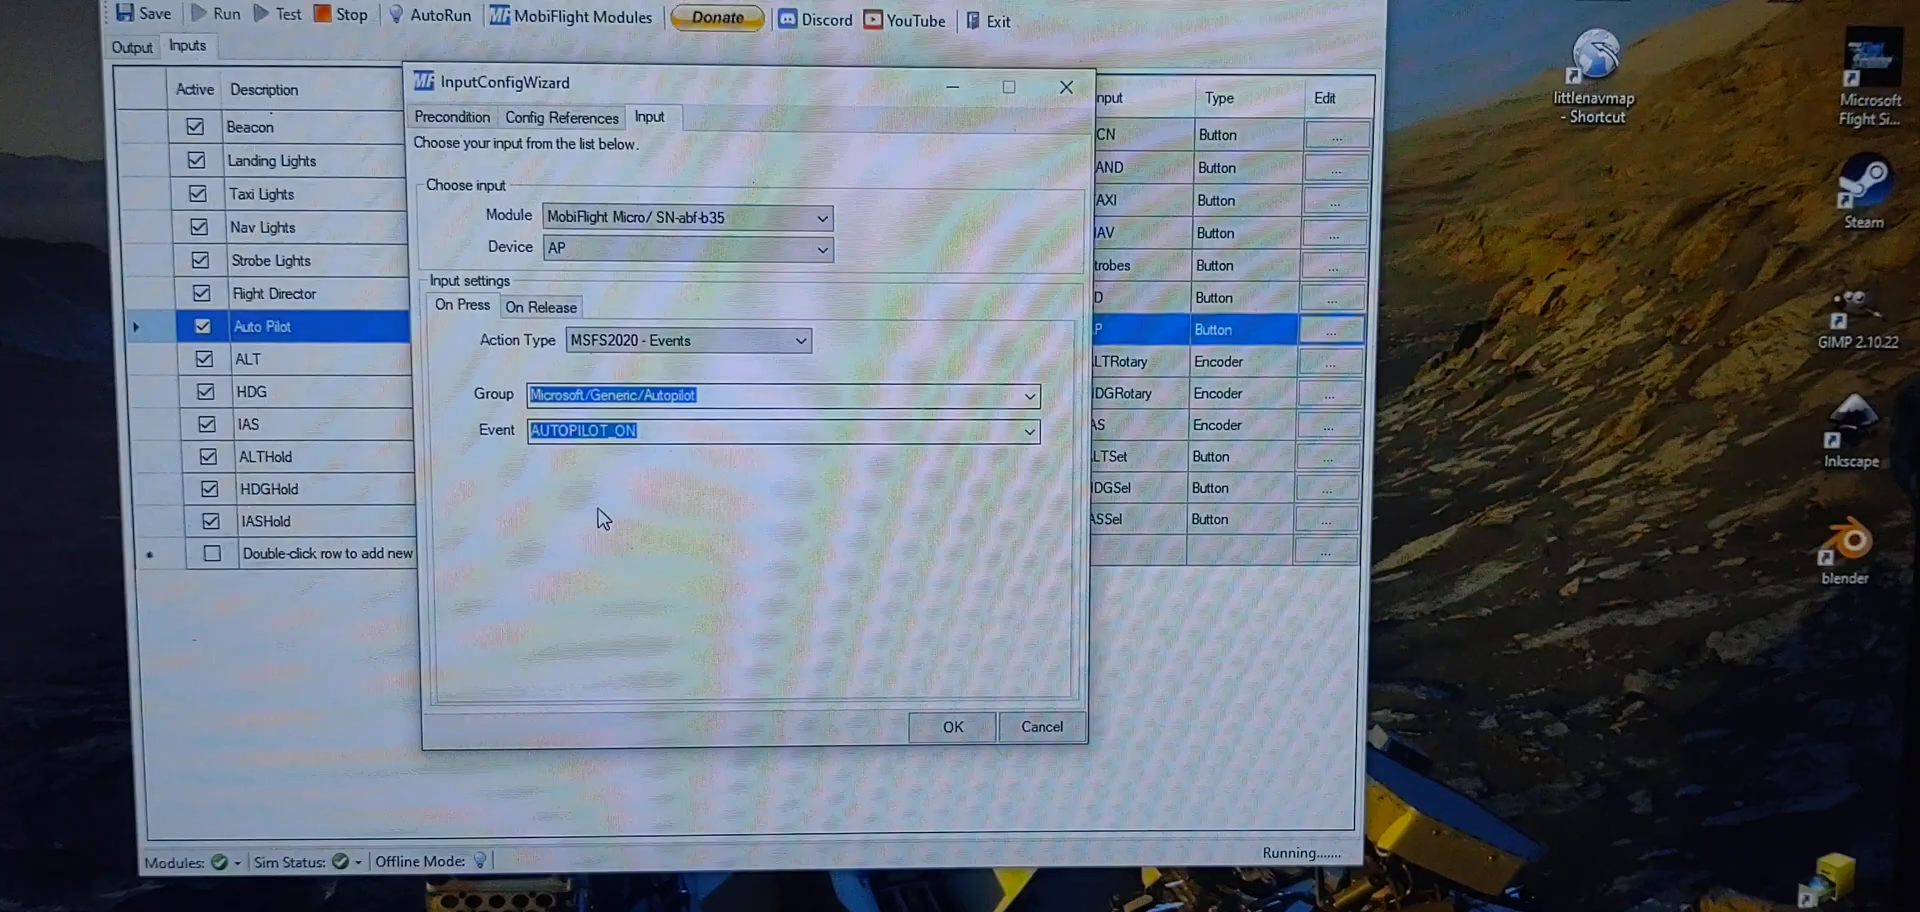 Save Run Test Stop AutoRun MobiFlight Modules Donate Discord YouTube Exit
Output Inputs
Active Description
Beacon
Landing Lights
Taxi Lights
Nav Lights
Strobe Lights
Flight Director
Auto Pilot
ALT
HDG
IAS
ALTHold
HDGHold
IASHold
Double-click row to add new
MF InputConfigWizard
Precondition Config References Input
Choose your input from the list below.
Choose input
Module MobiFlight Micro/ SN-abf-b35
Device AP
Input settings
On Press On Release
Action Type MSFS2020 - Events
Group Microsoft/Generic/Autopilot
Event AUTOPILOT_ON
OK Cancel
nput Type Edit
CN Button ...
AND Button ...
AXI Button ...
AV Button ...
trobes Button ...
D Button ...
P Button ...
LTRotary Encoder ...
DGRotary Encoder ...
AS Encoder ...
LTSet Button ...
DGSel Button ...
ASSel Button ...
...
Modules: Sim Status: Offline Mode:
Running.......
littlenavmap
- Shortcut
Microsoft
Flight Si...
Steam
GIMP 2.10.22
Inkscape
blender